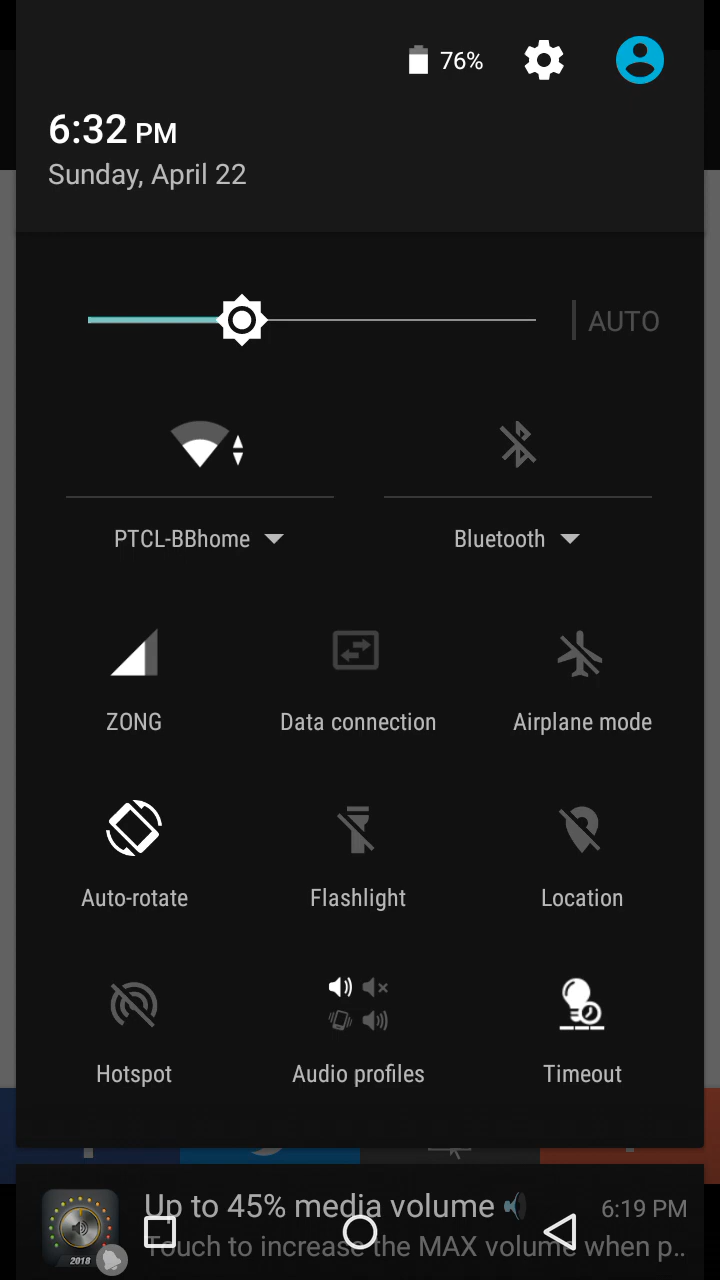 76%
6:32 PM
Sunday, April 22
AUTO
PTCL-BBhome
Bluetooth
ZONG
Data connection
Airplane mode
Auto-rotate
Flashlight
Location
Hotspot
Audio profiles
Timeout
Up to 45% media volume 🔊 6:19 PM
Touch to increase the MAX volume when p..
2018